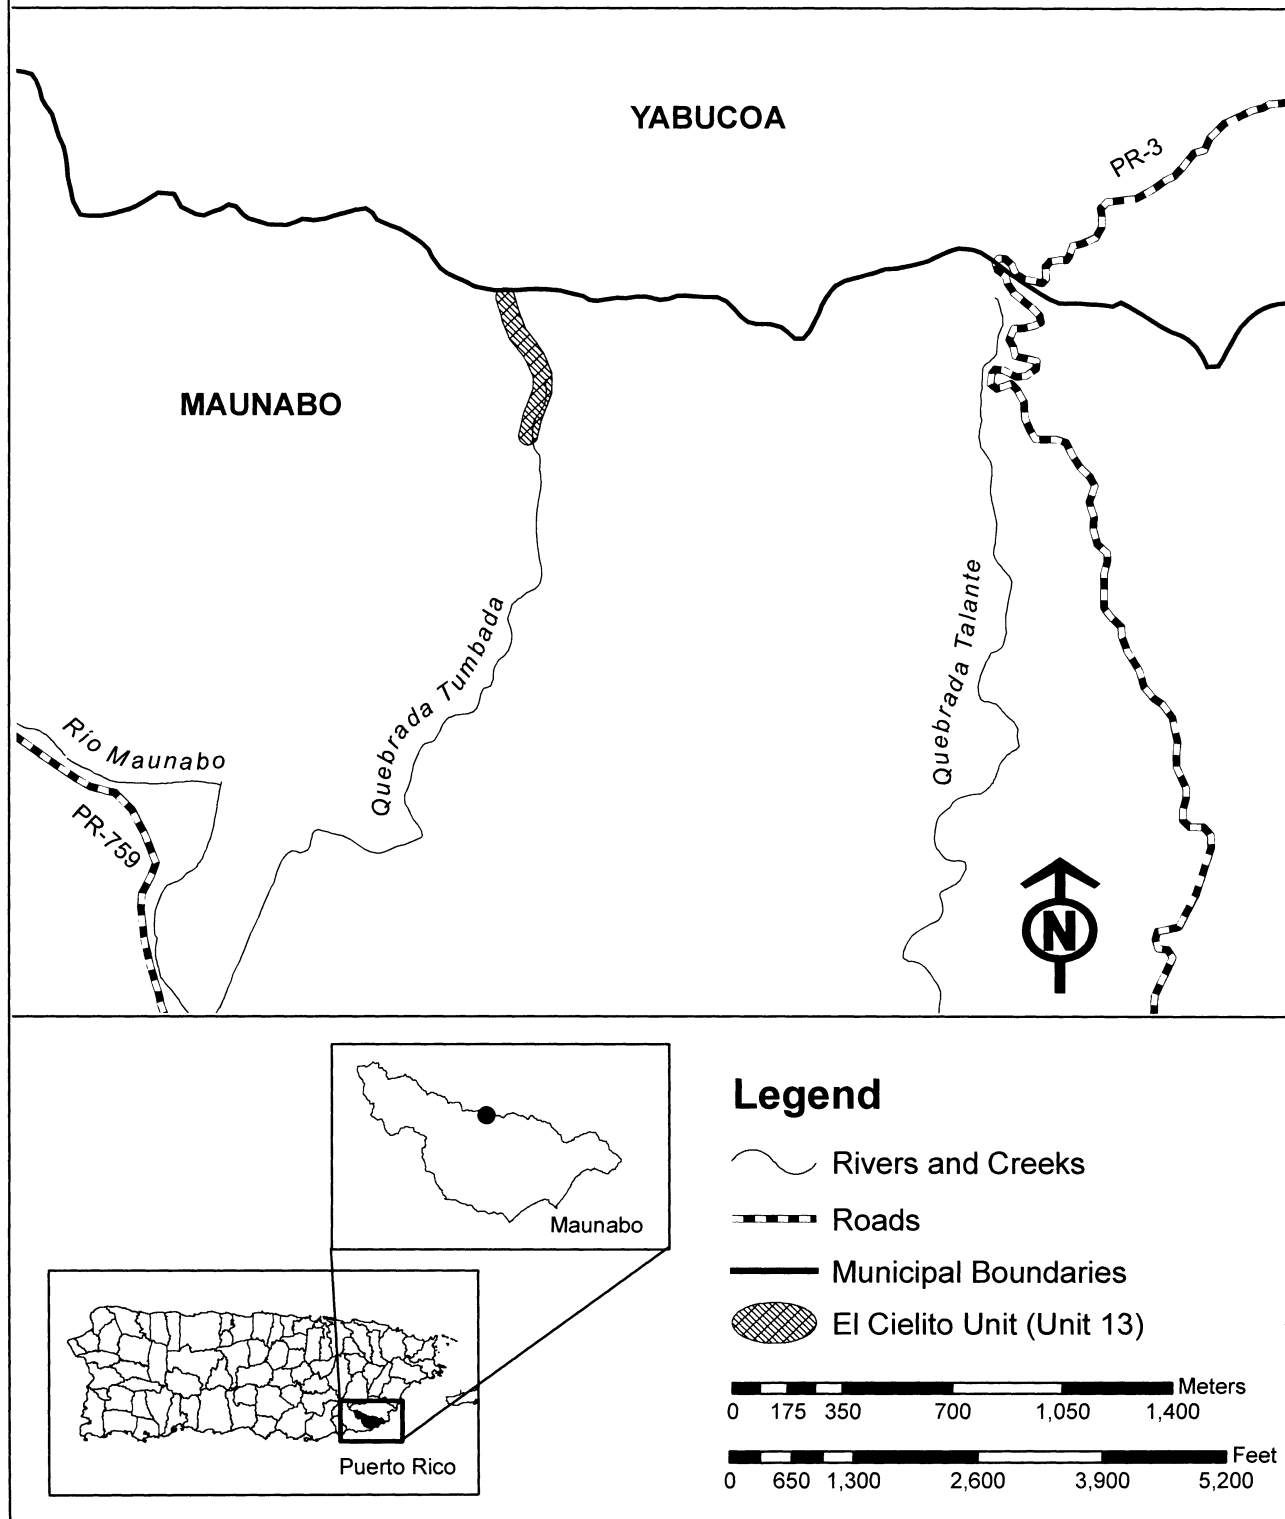 YABUCOA
PR-3
MAUNABO
Quebrada Tumbada
Quebrada Talante
Río Maunabo
PR-759
N
Maunabo
Puerto Rico
Legend
Rivers and Creeks
Roads
Municipal Boundaries
El Cielito Unit (Unit 13)
Meters
0 175 350 700 1,050 1,400
Feet
0 650 1,300 2,600 3,900 5,200